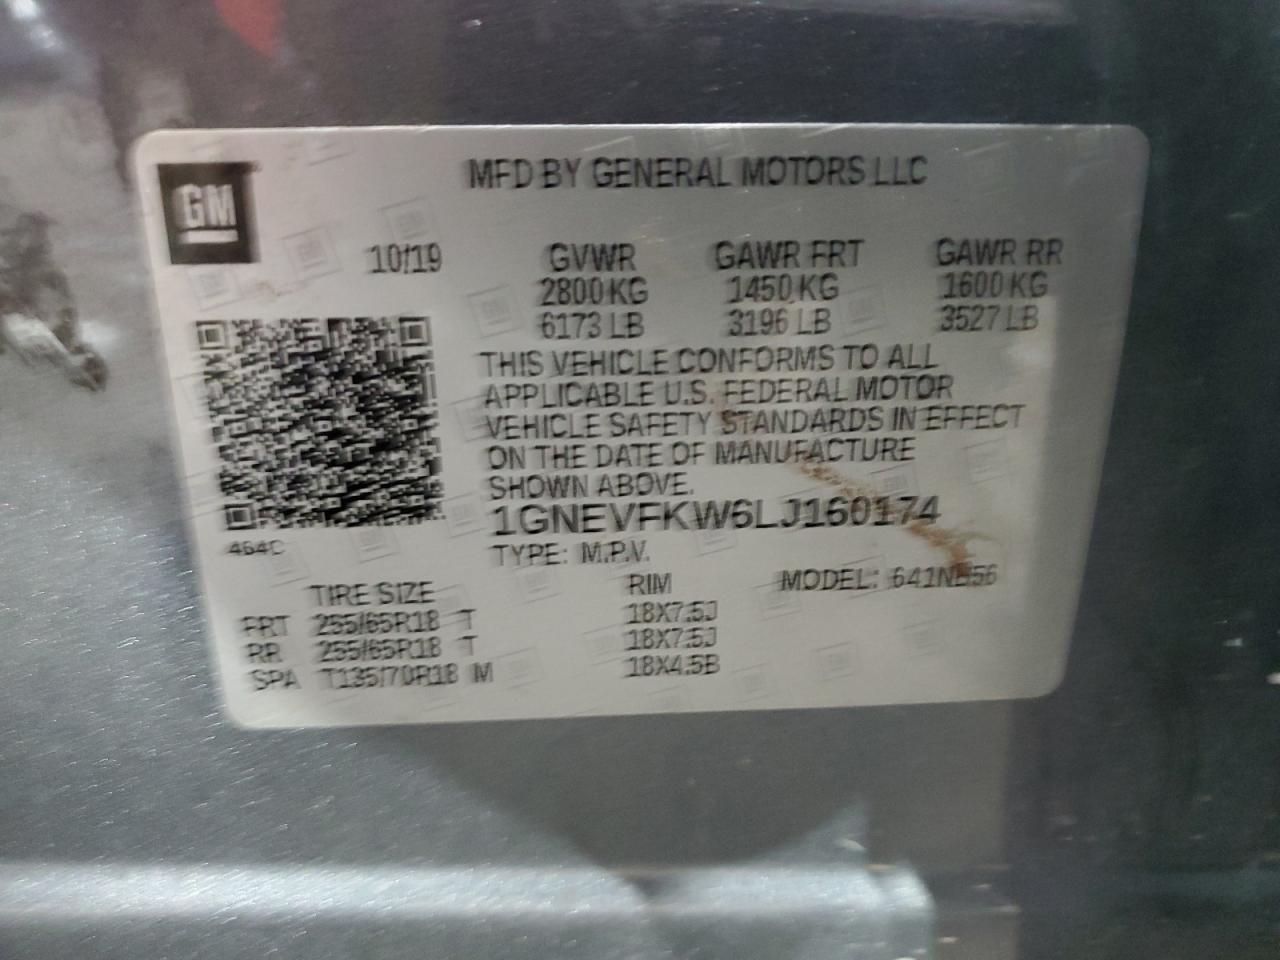 GM
MFD BY GENERAL MOTORS LLC
10/19 GVWR GAWR FRT GAWR RR
2800 KG 1450 KG 1600 KG
6173 LB 3196 LB 3527 LB
THIS VEHICLE CONFORMS TO ALL
APPLICABLE U.S. FEDERAL MOTOR
VEHICLE SAFETY STANDARDS IN EFFECT
ON THE DATE OF MANUFACTURE
SHOWN ABOVE.
1GNEVFKW6LJ160174
464C
TYPE: M.P.V.
TIRE SIZE RIM MODEL:
FRT 255/65R18 T 18X7.5J
RR 255/65R18 T 18X7.5J
SPA T135/70R18 M 18X4.5B